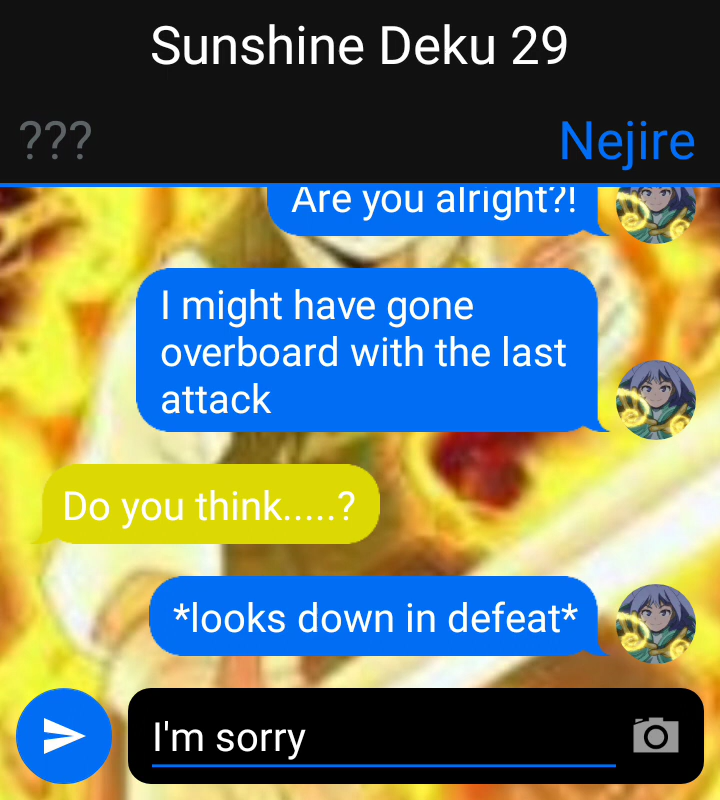 Sunshine Deku 29
??? Nejire
Are you alright?!
I might have gone
overboard with the last
attack
Do you think.....?
*looks down in defeat*
I'm sorry